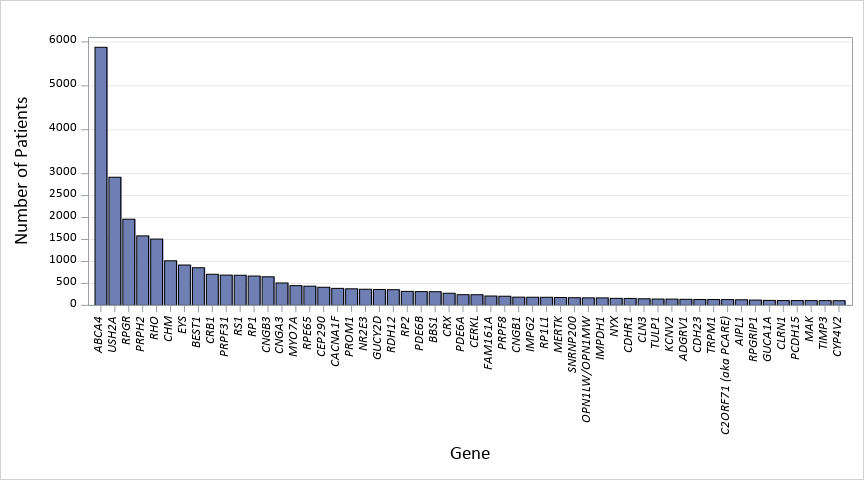 Number of Patients
6000
5000
4000
3000
2500
2000
1500
1000
500
0
ABCA4
USH2A
RPGR
PRPH2
RHO
CHM
EYS
BEST1
CRB1
PRPF31
RS1
RP1
CNGB3
CNGA3
MYO7A
RPE65
CEP290
CACNA1F
PROM1
NR2E3
GUCY2D
RDH12
RP2
PDE6B
BBS1
CRX
PDE6A
CERKL
FAM161A
PRPF8
CNGB1
IMPG2
RP1L1
MERTK
SNRNP200
OPN1LW/OPN1MW
IMPDH1
NYX
CDHR1
CLN3
TULP1
KCNV2
ADGRV1
CDH23
TRPM1
C2ORF71 (aka PCARE)
AIPL1
RPGRIP1
GUCA1A
CLRN1
PCDH15
MAK
TIMP3
CYP4V2
Gene